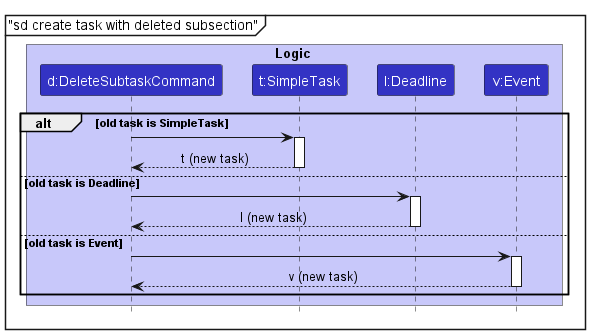 "sd create task with deleted subsection"
Logic
d:DeleteSubtaskCommand
t:SimpleTask
l:Deadline
v:Event
alt
[old task is SimpleTask]
t (new task)
[old task is Deadline]
l (new task)
[old task is Event]
v (new task)